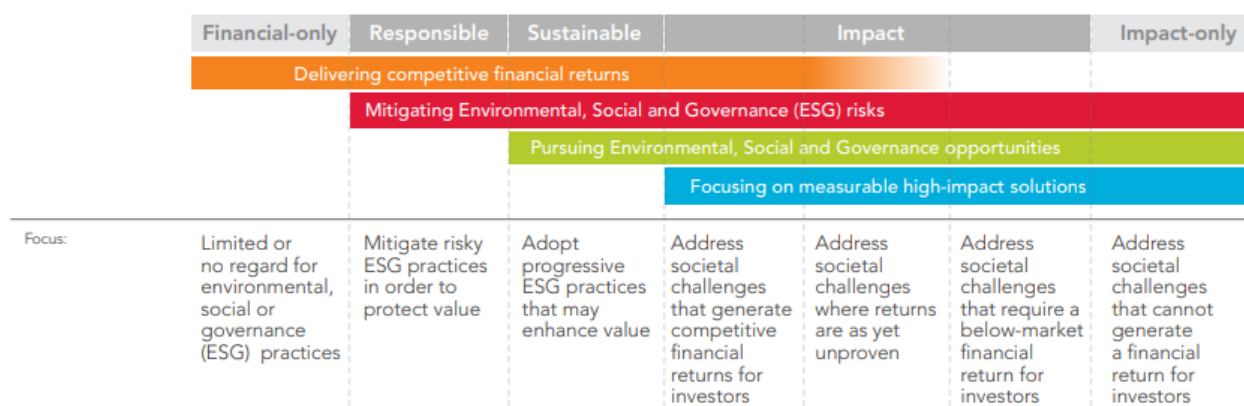 Financial-only Responsible Sustainable Impact Impact-only
Delivering competitive financial returns
Mitigating Environmental, Social and Governance (ESG) risks
Pursuing Environmental, Social and Governance opportunities
Focusing on measurable high-impact solutions
Focus:
Limited or
no regard for
environmental,
social or
governance
(ESG) practices
Mitigate risky
ESG practices
in order to
protect value
Adopt
progressive
ESG practices
that may
enhance value
Address
societal
challenges
that generate
competitive
financial
returns for
investors
Address
societal
challenges
where returns
are as yet
unproven
Address
societal
challenges
that require a
below-market
financial
return for
investors
Address
societal
challenges
that cannot
generate
a financial
return for
investors